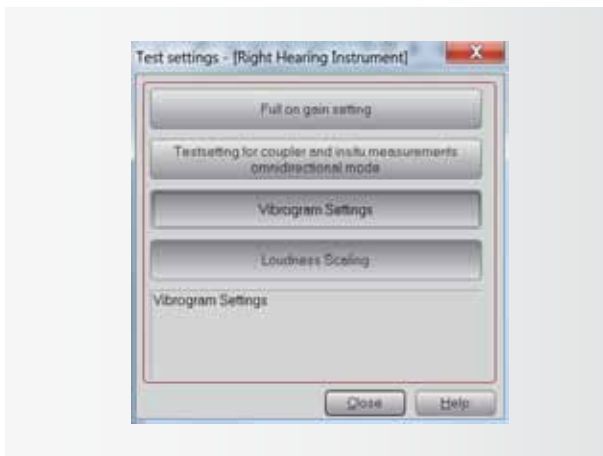 Test settings - [Right Hearing Instrument]
X
Full on gain setting
Testsetting for coupler and insitu measurements
omnidirectional mode
Vibrogram Settings
Loudness Scaling
Vibrogram Settings
Close
Help